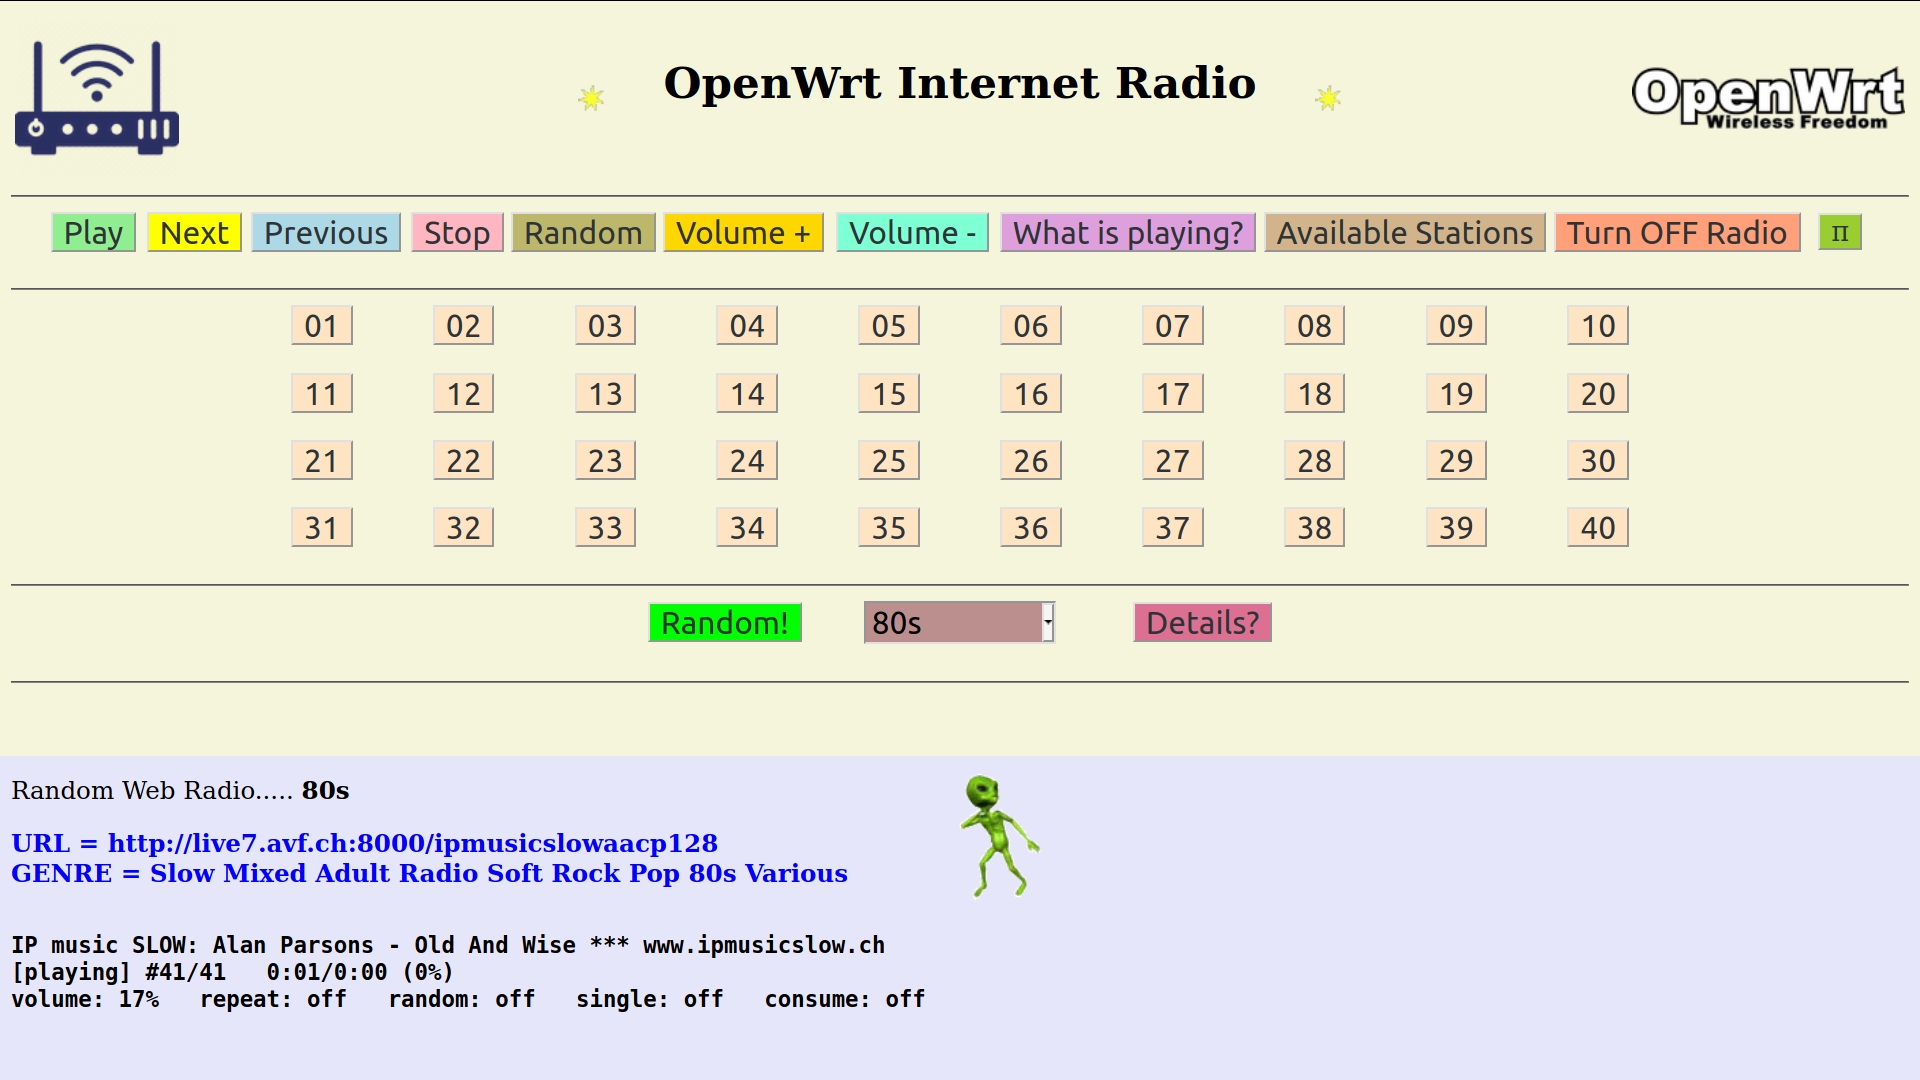 OpenWrt Internet Radio
OpenWrt
Wireless Freedom
Play Next Previous Stop Random Volume + Volume - What is playing? Available Stations Turn OFF Radio π
01 02 03 04 05 06 07 08 09 10
11 12 13 14 15 16 17 18 19 20
21 22 23 24 25 26 27 28 29 30
31 32 33 34 35 36 37 38 39 40
Random! 80s Details?
Random Web Radio..... 80s
URL = http://live7.avf.ch:8000/ipmusicslowaacp128
GENRE = Slow Mixed Adult Radio Soft Rock Pop 80s Various
IP music SLOW: Alan Parsons - Old And Wise *** www.ipmusicslow.ch
[playing] #41/41   0:01/0:00 (0%)
volume: 17%   repeat: off   random: off   single: off   consume: off